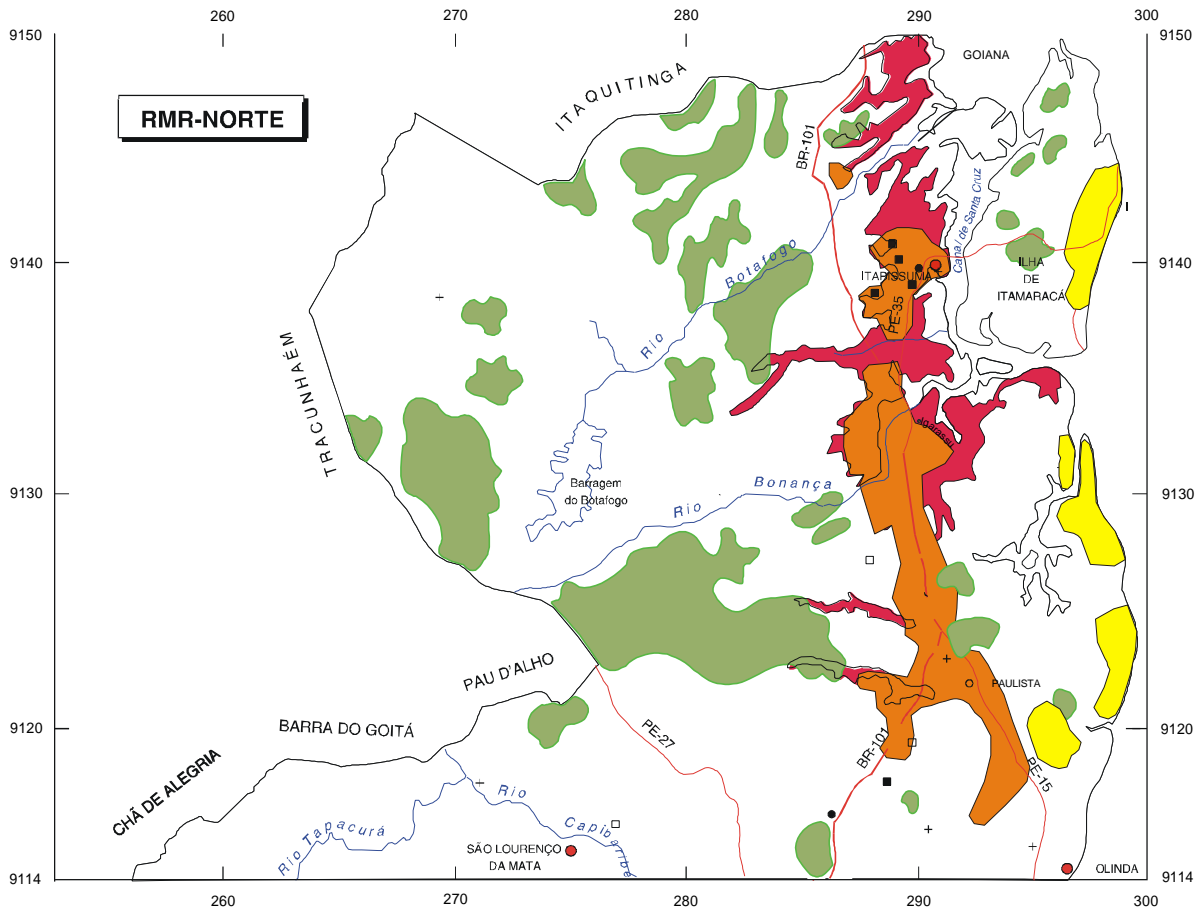 260
270
280
290
300
9150
9150
GOIANA
RMR-NORTE
ITAQUITINGA
BR-101
Canal de Santa Cruz
I
9140
9140
Rio Botafogo
ITAPISSUMA
ILHA
DE
ITAMARACÁ
PE-35
TRACUNHAÉM
Igarassu
Barragem
do Botafogo
9130
9130
Rio Bonança
PAU D'ALHO
PAULISTA
BARRA DO GOITÁ
9120
9120
PE-27
BR-101
PE-15
CHÃ DE ALEGRIA
Rio Tapacurá
Rio Capibaribe
SÃO LOURENÇO
DA MATA
OLINDA
9114
9114
260
270
280
290
300